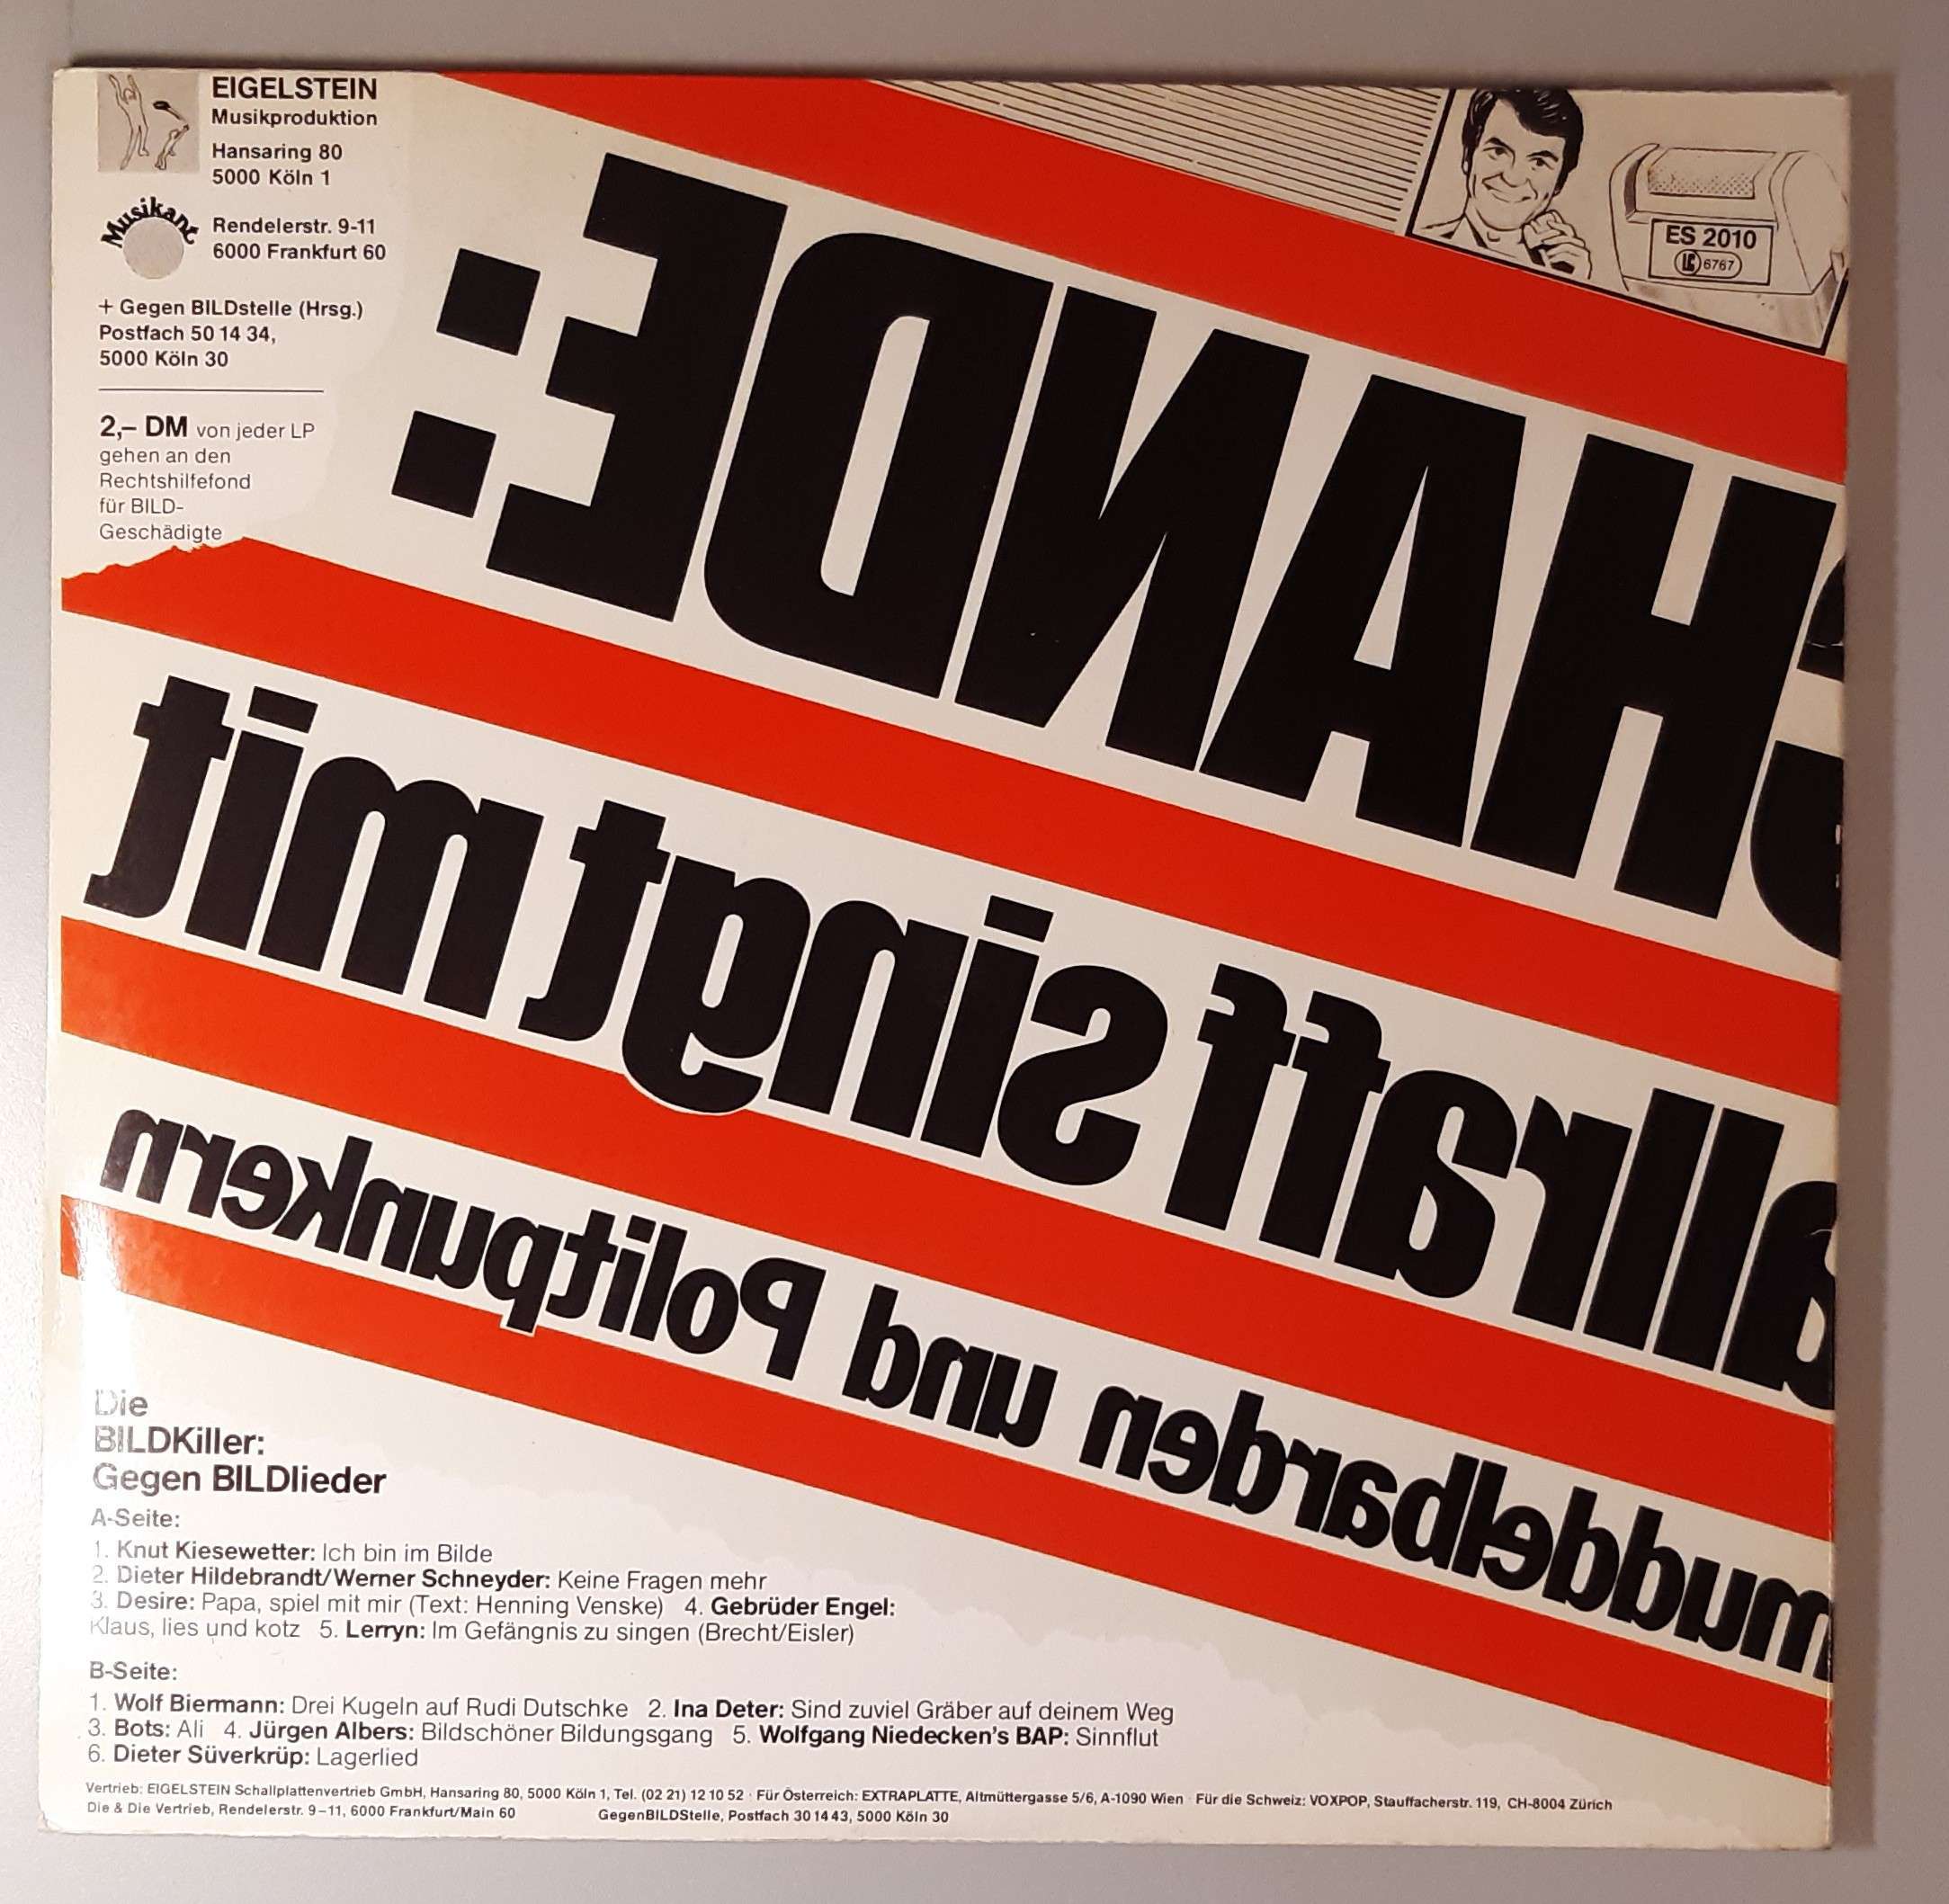 EIGELSTEIN
Musikproduktion
Hansaring 80
5000 Köln 1
Musikant
Rendelerstr. 9-11
6000 Frankfurt 60
+ Gegen BILDstelle (Hrsg.)
Postfach 50 14 34,
5000 Köln 30
2,– DM von jeder LP
gehen an den
Rechtshilfefond
für BILD-
Geschädigte
ES 2010
LC 6767
CHANDE:
allraff singt mit
muddelbarden und Politpunkern
Die
BILDKiller:
Gegen BILDlieder
A-Seite:
1. Knut Kiesewetter: Ich bin im Bilde
2. Dieter Hildebrandt/Werner Schneyder: Keine Fragen mehr
3. Desire: Papa, spiel mit mir (Text: Henning Venske) 4. Gebrüder Engel:
Klaus, lies und kotz 5. Lerryn: Im Gefängnis zu singen (Brecht/Eisler)
B-Seite:
1. Wolf Biermann: Drei Kugeln auf Rudi Dutschke 2. Ina Deter: Sind zuviel Gräber auf deinem Weg
3. Bots: Ali 4. Jürgen Albers: Bildschöner Bildungsgang 5. Wolfgang Niedecken's BAP: Sinnflut
6. Dieter Süverkrüp: Lagerlied
Vertrieb: EIGELSTEIN Schallplattenvertrieb GmbH, Hansaring 80, 5000 Köln 1, Tel. (02 21) 12 10 52 · Für Österreich: EXTRAPLATTE, Altmüttergasse 5/6, A-1090 Wien · Für die Schweiz: VOXPOP, Stauffacherstr. 119, CH-8004 Zürich
Die & Die Vertrieb, Rendelerstr. 9–11, 6000 Frankfurt/Main 60 GegenBILDStelle, Postfach 30 14 43, 5000 Köln 30